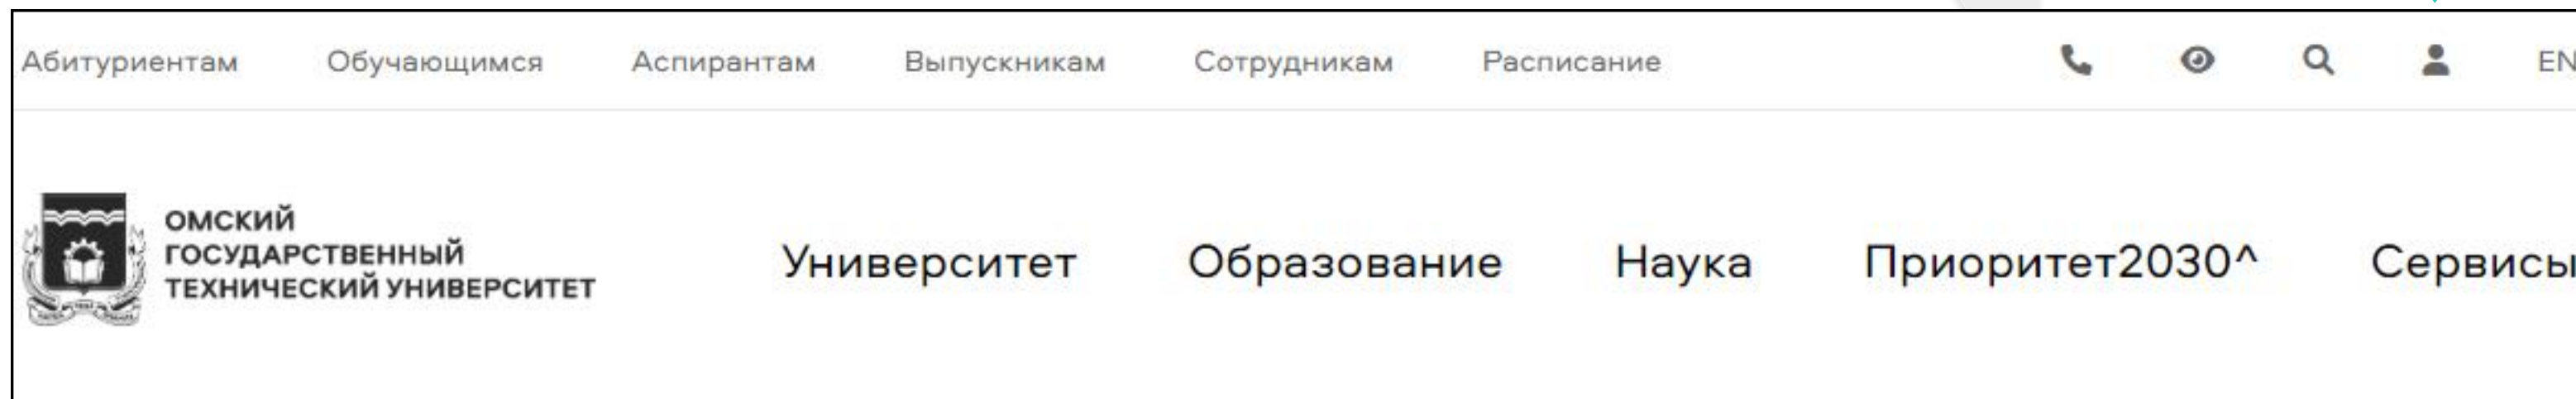 Абитуриентам Обучающимся Аспирантам Выпускникам Сотрудникам Расписание EN
ОМСКИЙ
ГОСУДАРСТВЕННЫЙ
ТЕХНИЧЕСКИЙ УНИВЕРСИТЕТ
Университет Образование Наука Приоритет2030^ Сервисы